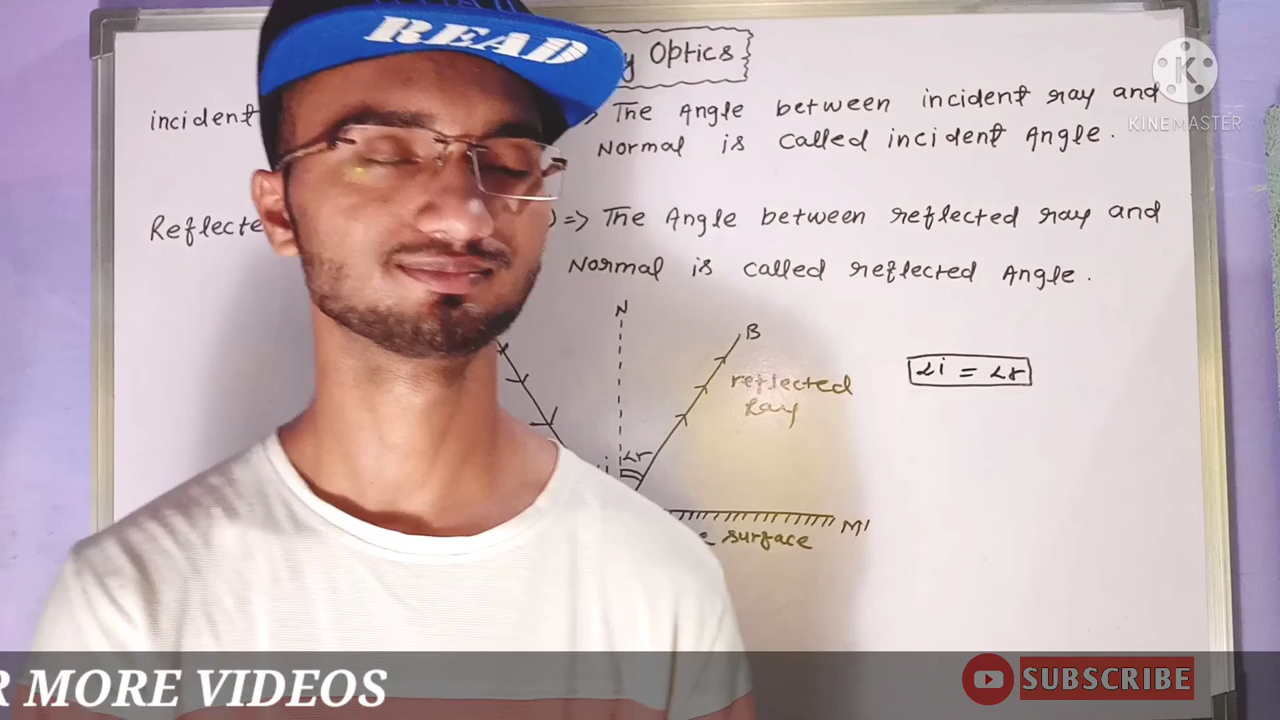 READ
y Optics
incident
The Angle between incident ray and
Normal is called incident Angle.
Reflecte
=> The Angle between reflected ray and
Normal is called reflected Angle.
N
B
reflected
Ray
∠i = ∠r
∠r
i
M'
e surface
KINEMASTER
R MORE VIDEOS
SUBSCRIBE